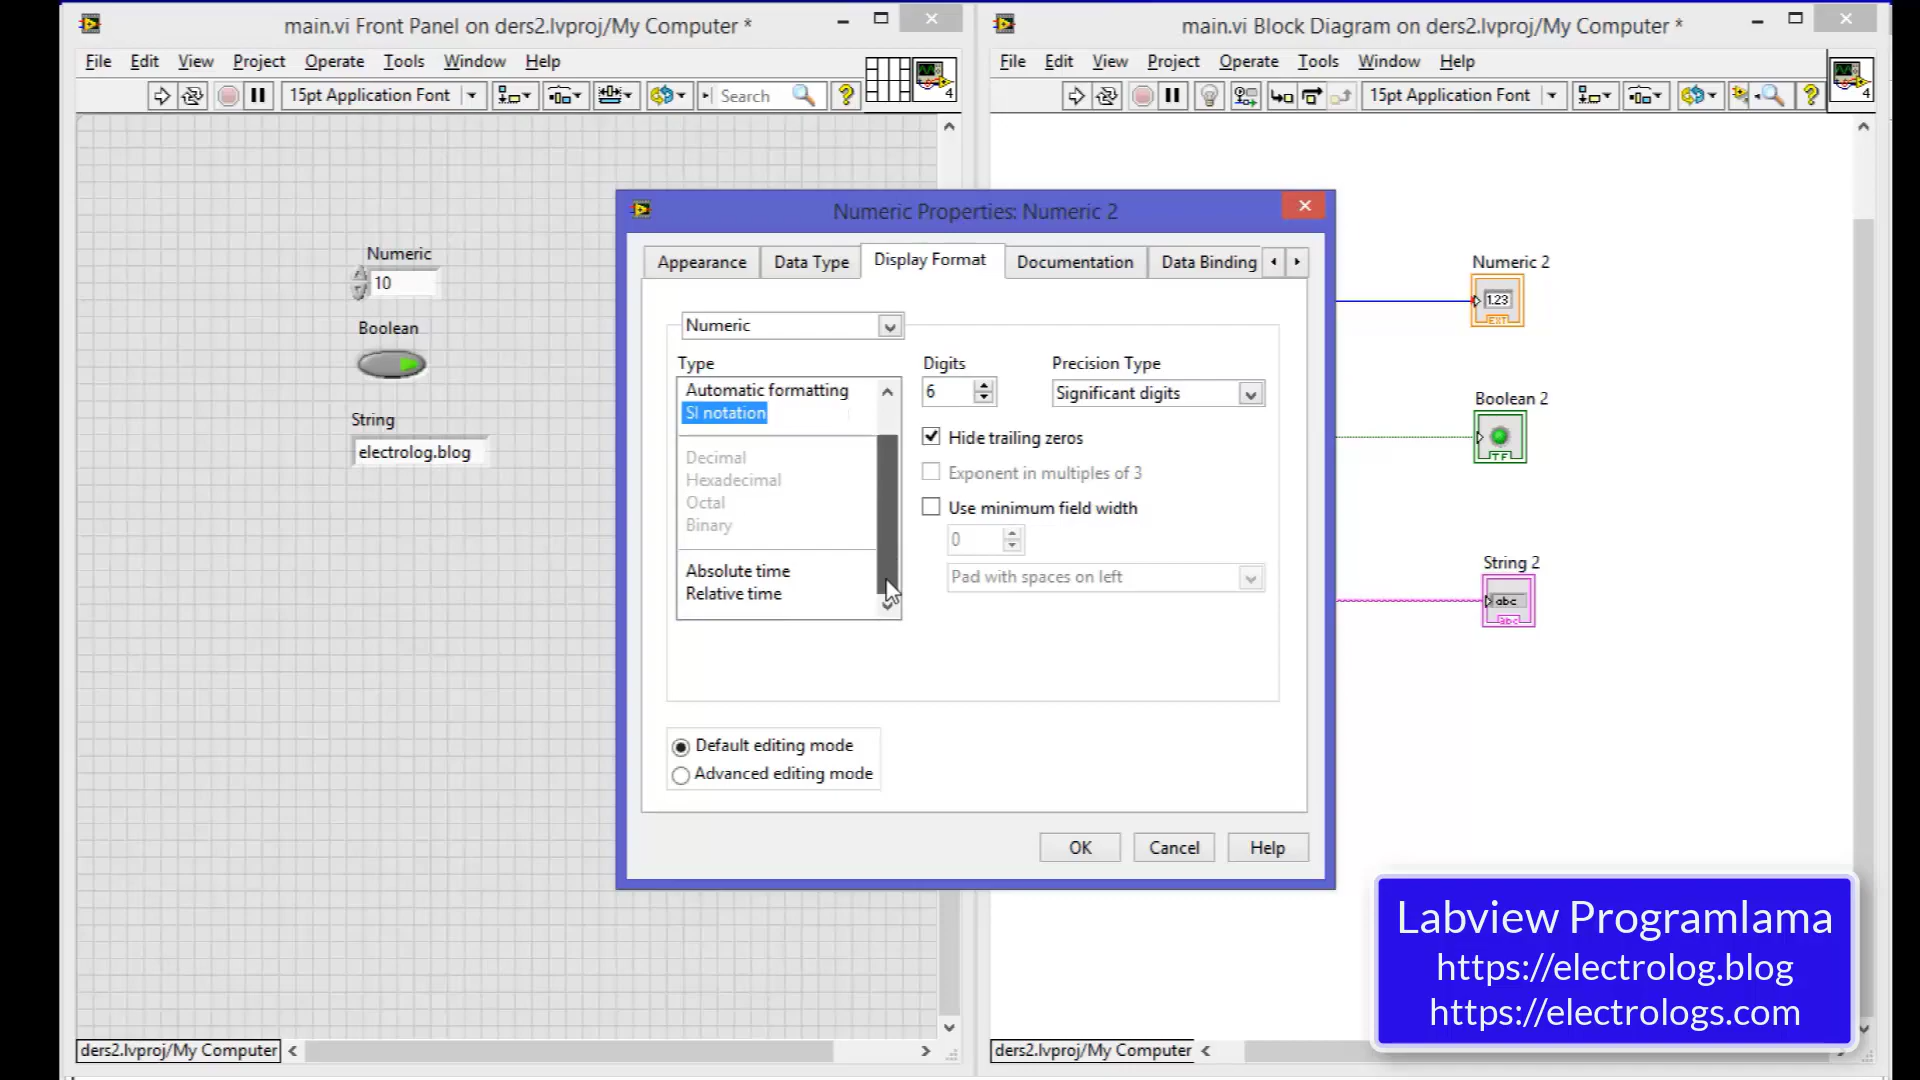 main.vi Front Panel on ders2.lvproj/My Computer *
File Edit View Project Operate Tools Window Help
15pt Application Font
Search
4
Numeric
10
Boolean
String
electrolog.blog
ders2.lvproj/My Computer
main.vi Block Diagram on ders2.lvproj/My Computer *
File Edit View Project Operate Tools Window Help
15pt Application Font
4
Numeric 2
1.23
EXT
Boolean 2
TF
String 2
abc
abc
ders2.lvproj/My Computer
Numeric Properties: Numeric 2
Appearance Data Type Display Format Documentation Data Binding
Numeric
Type
Automatic formatting
SI notation
Decimal
Hexadecimal
Octal
Binary
Absolute time
Relative time
Digits
6
Precision Type
Significant digits
Hide trailing zeros
Exponent in multiples of 3
Use minimum field width
0
Pad with spaces on left
Default editing mode
Advanced editing mode
OK Cancel Help
Labview Programlama
https://electrolog.blog
https://electrologs.com